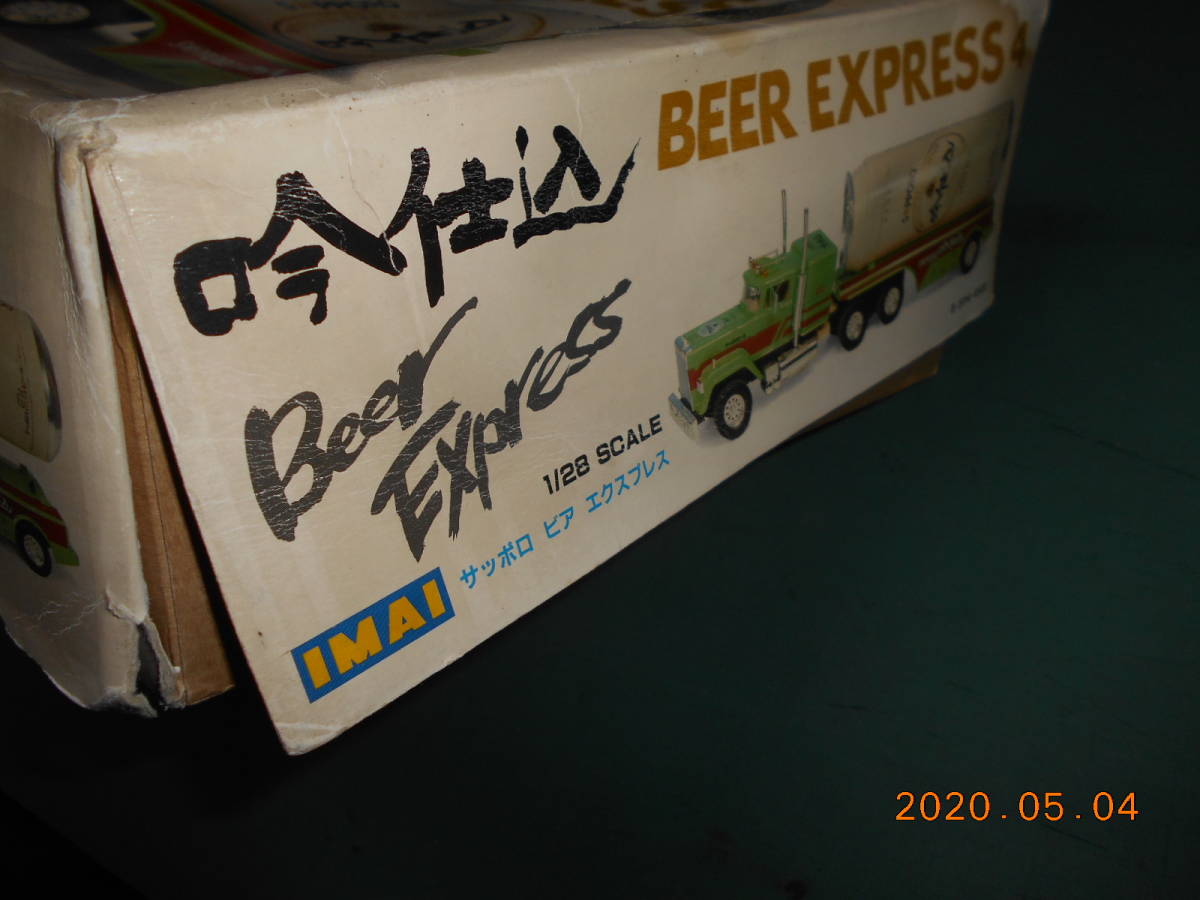 BEER EXPRESS 4
吟仕込
Beer
Express
1/28 SCALE
サッポロ ビア エクスプレス
IMAI
2020.05.04